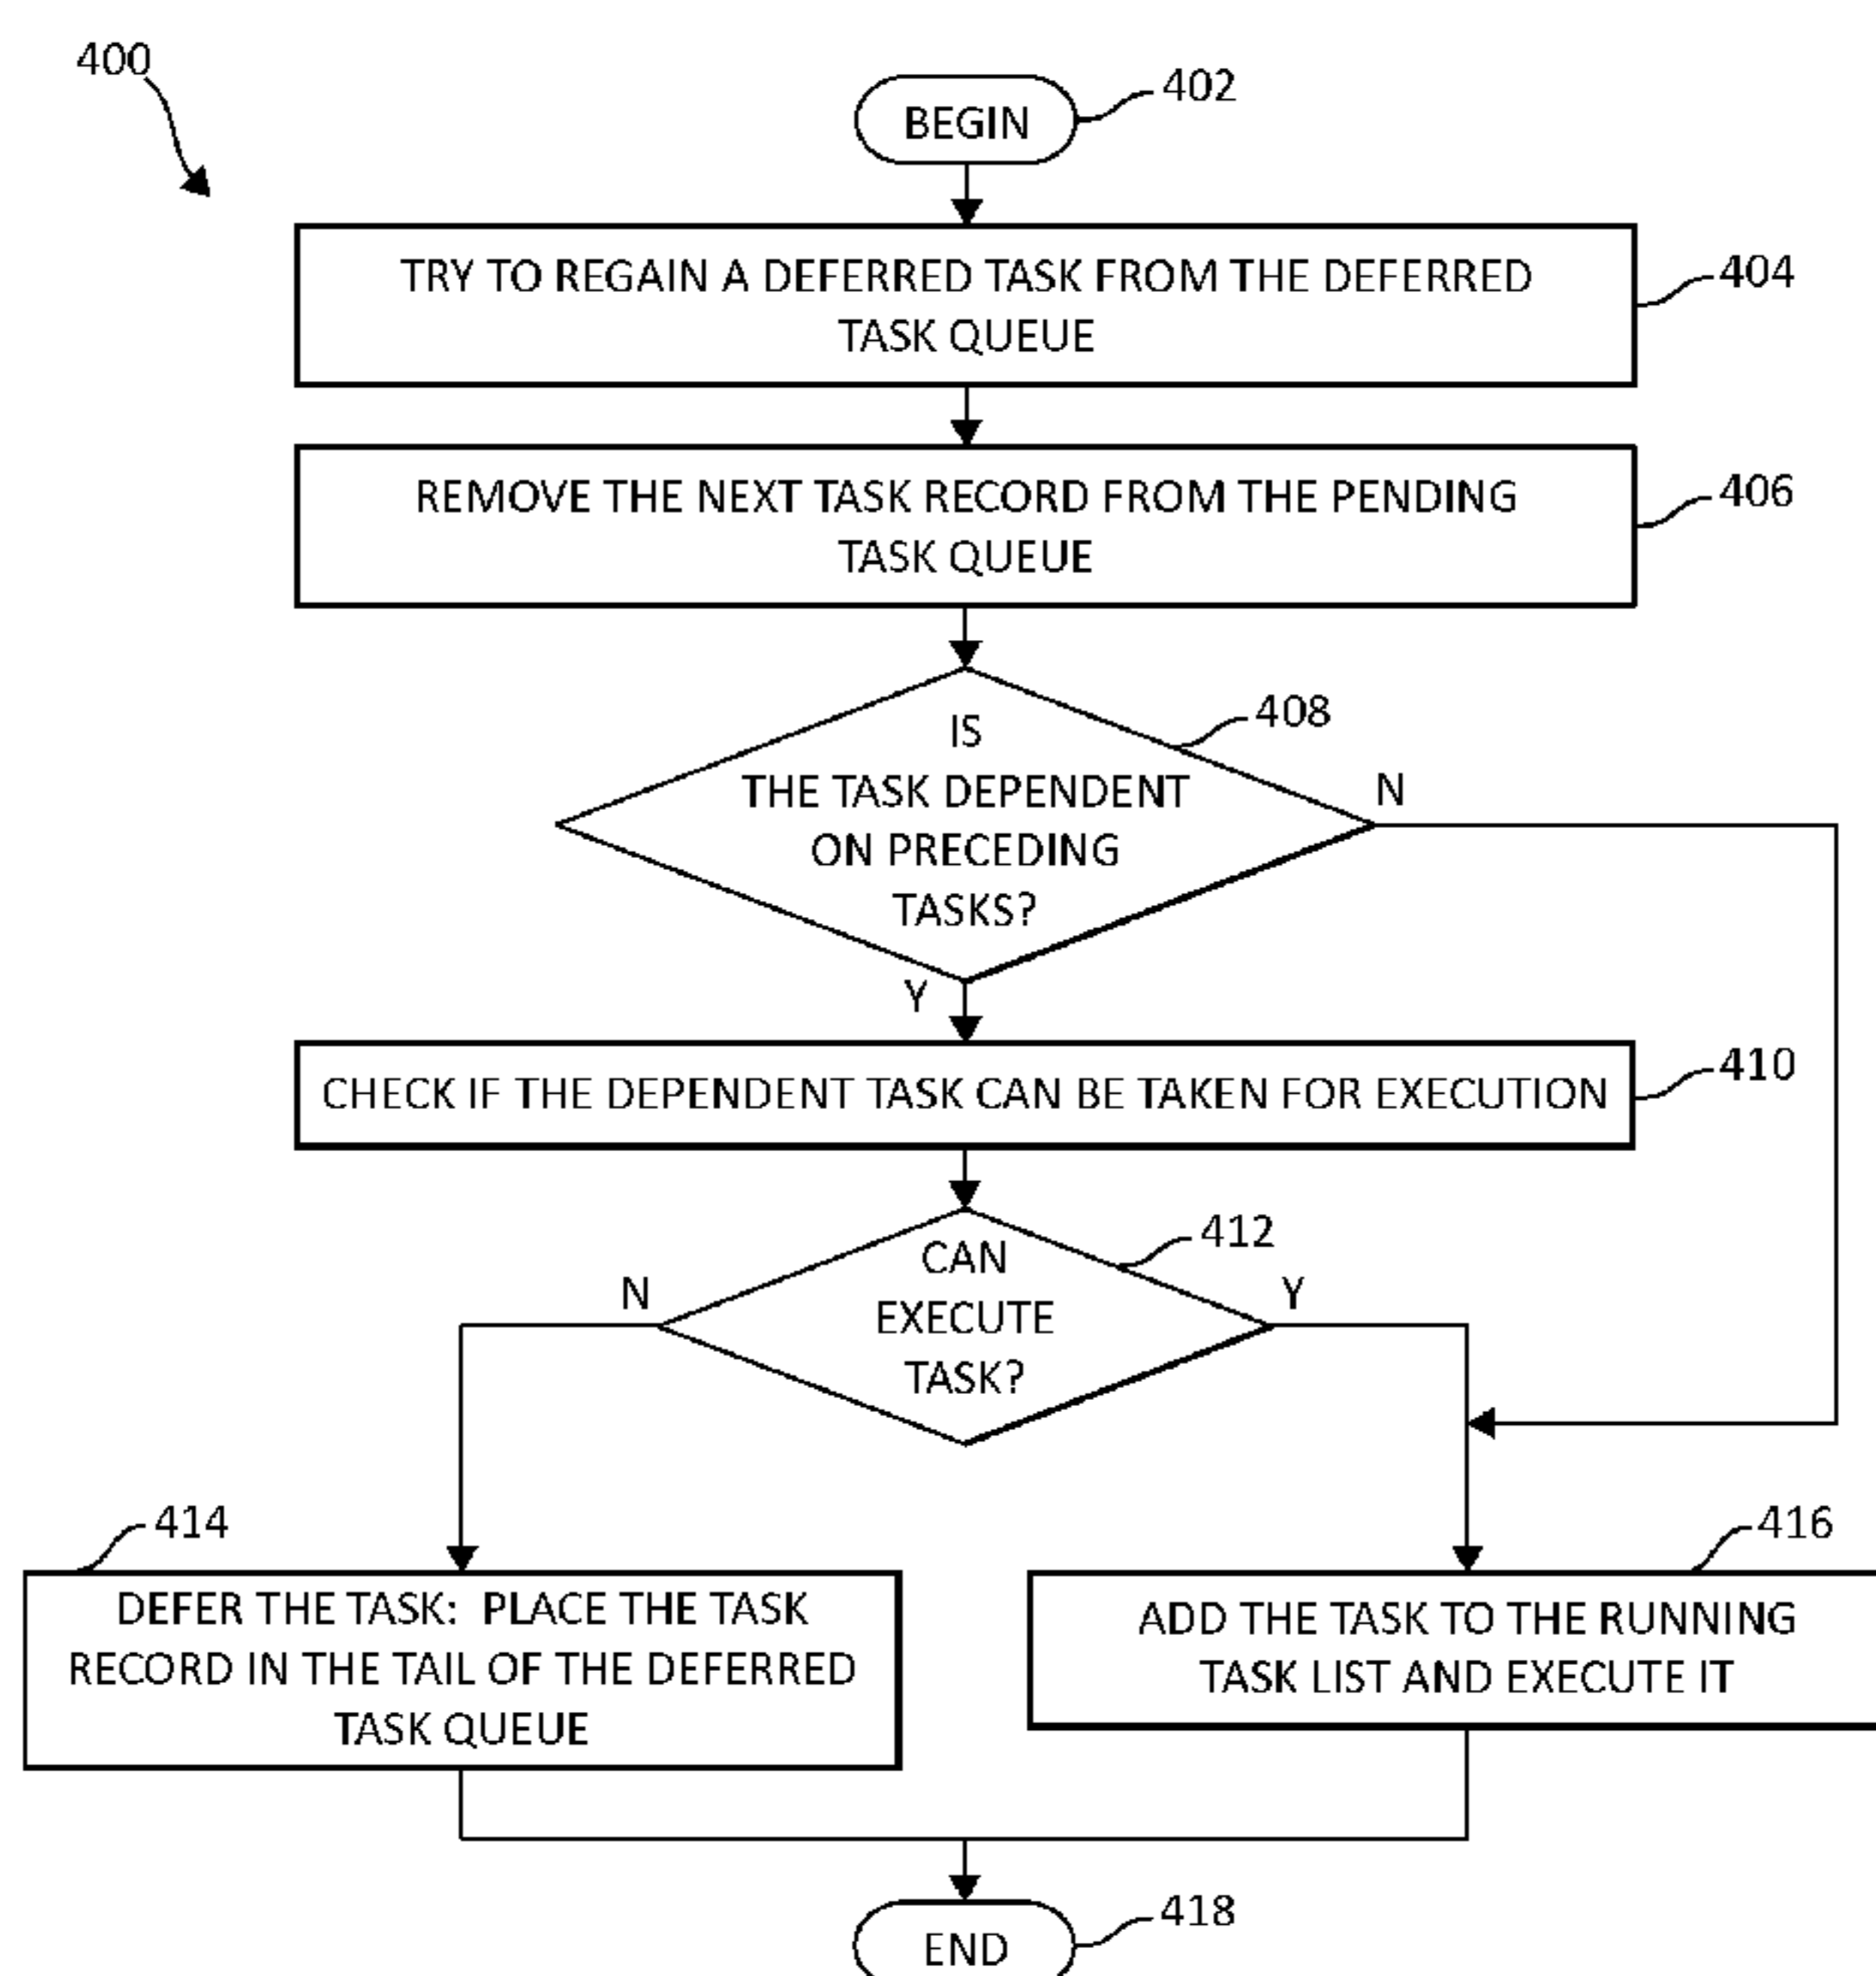 400
BEGIN
402
TRY TO REGAIN A DEFERRED TASK FROM THE DEFERRED
TASK QUEUE
404
REMOVE THE NEXT TASK RECORD FROM THE PENDING
TASK QUEUE
406
IS
THE TASK DEPENDENT
ON PRECEDING
TASKS?
408
N
Y
CHECK IF THE DEPENDENT TASK CAN BE TAKEN FOR EXECUTION
410
CAN
EXECUTE
TASK?
412
N
Y
414
DEFER THE TASK: PLACE THE TASK
RECORD IN THE TAIL OF THE DEFERRED
TASK QUEUE
416
ADD THE TASK TO THE RUNNING
TASK LIST AND EXECUTE IT
END
418